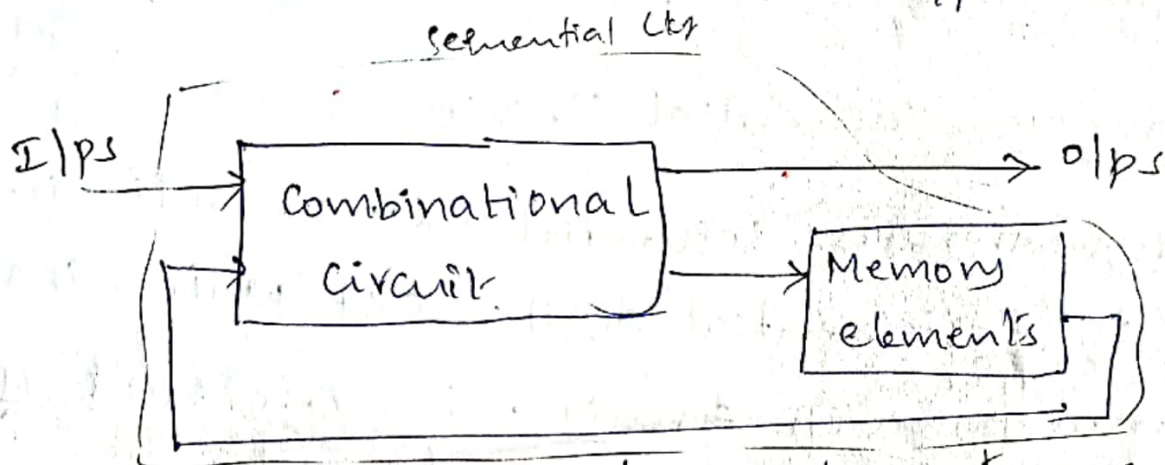 Sequential Ckt
I/ps
O/ps
Combinational
Circuit
Memory
elements